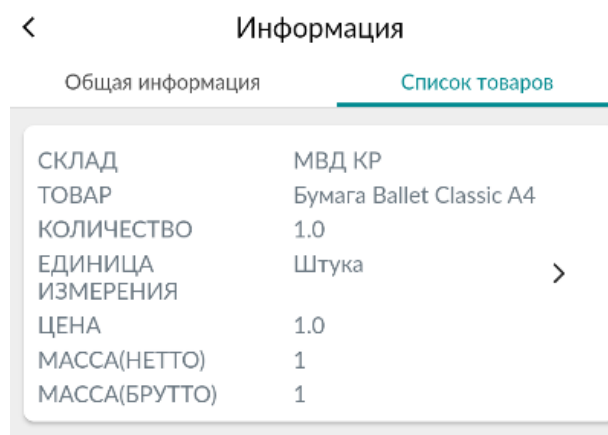 Информация
Общая информация Список товаров
СКЛАД МВД КР
ТОВАР Бумага Ballet Classic A4
КОЛИЧЕСТВО 1.0
ЕДИНИЦА Штука
ИЗМЕРЕНИЯ
ЦЕНА 1.0
МАССА(НЕТТО) 1
МАССА(БРУТТО) 1